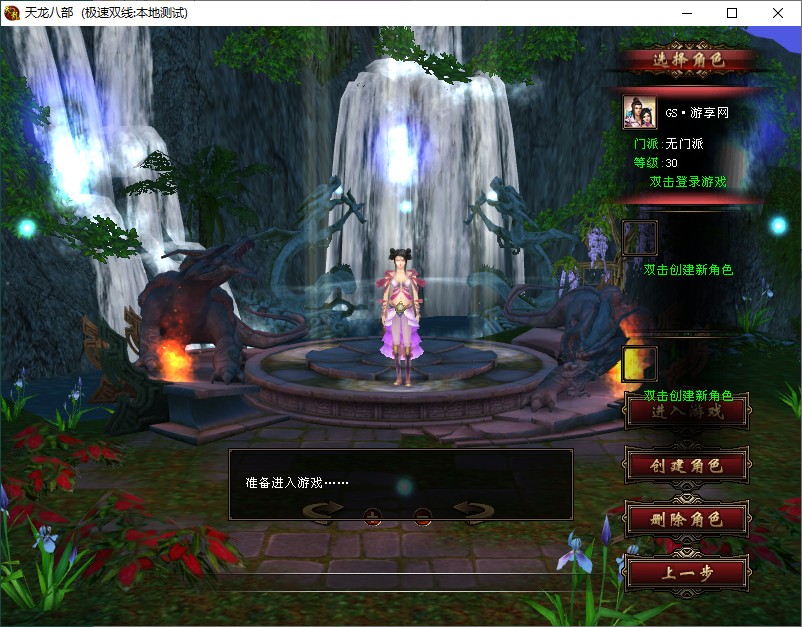 天龙八部 (极速双线:本地测试)
选择角色
GS·游享网
门派:无门派
等级:30
双击登录游戏
双击创建新角色
双击创建新角色
进入游戏
准备进入游戏……
创建角色
删除角色
上一步